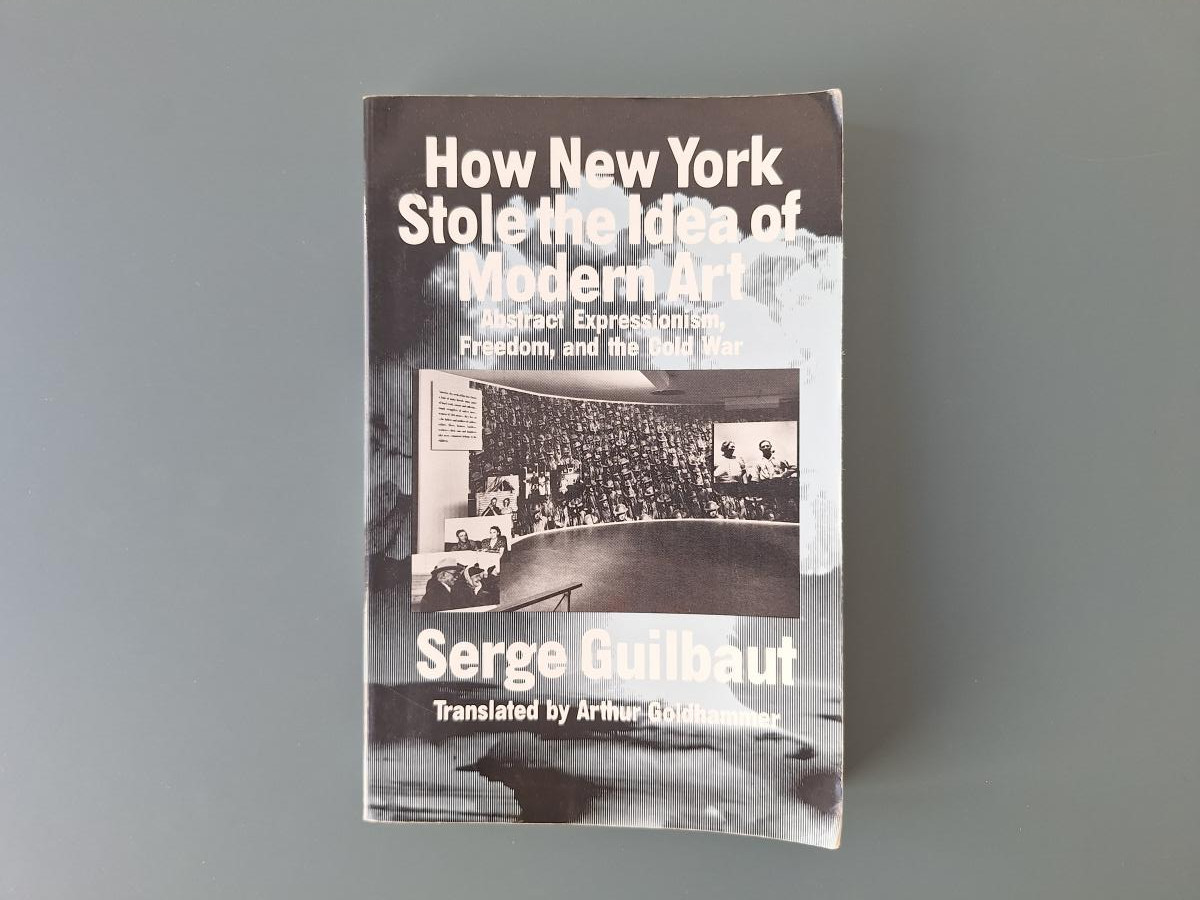 How New York
Stole the Idea of
Modern Art
Abstract Expressionism,
Freedom, and the Cold War
Serge Guilbaut
Translated by Arthur Goldhammer